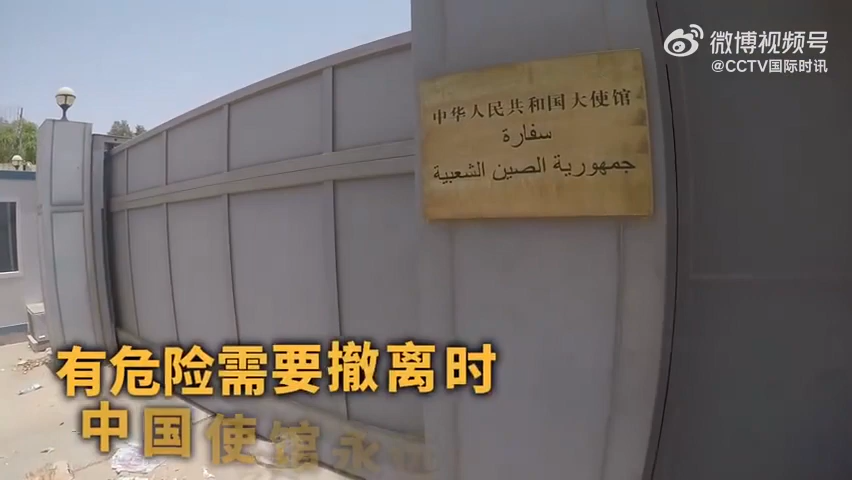 微博视频号
@CCTV国际时讯
中华人民共和国大使馆
سفارة
جمهورية الصين الشعبية
有危险需要撤离时
中国使馆永